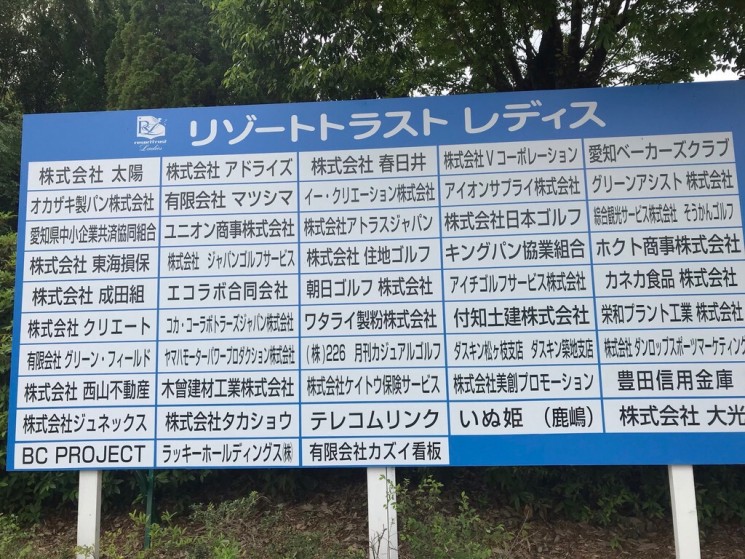 リゾートトラスト レディス
resorttrust
Ladies
株式会社 太陽 株式会社 アドライズ 株式会社 春日井 株式会社Vコーポレーション 愛知ベーカーズクラブ
オカザキ製パン株式会社 有限会社 マツシマ イー・クリエーション株式会社 アイオンサプライ株式会社 グリーンアシスト 株式会社
愛知県中小企業共済協同組合 ユニオン商事株式会社 株式会社アトラスジャパン 株式会社日本ゴルフ 綜合観光サービス株式会社 そうかんゴルフ
株式会社 東海損保 株式会社 ジャパンゴルフサービス 株式会社 住地ゴルフ キングパン協業組合 ホクト商事株式会社
株式会社 成田組 エコラボ合同会社 朝日ゴルフ 株式会社 アイチゴルフサービス株式会社 カネカ食品 株式会社
株式会社 クリエート コカ・コーラボトラーズジャパン株式会社 ワタライ製粉株式会社 付知土建株式会社 栄和プラント工業 株式会社
有限会社 グリーン・フィールド ヤマハモーターパワープロダクション株式会社 (株)226 月刊カジュアルゴルフ ダスキン松ヶ枝支店 ダスキン築地支店 株式会社 ダンロップスポーツマーケティング
株式会社 西山不動産 木曾建材工業株式会社 株式会社ケイトウ保険サービス 株式会社美創プロモーション 豊田信用金庫
株式会社ジュネックス 株式会社タカショウ テレコムリンク いぬ姫 (鹿嶋) 株式会社 大光
BC PROJECT ラッキーホールディングス㈱ 有限会社カズイ看板